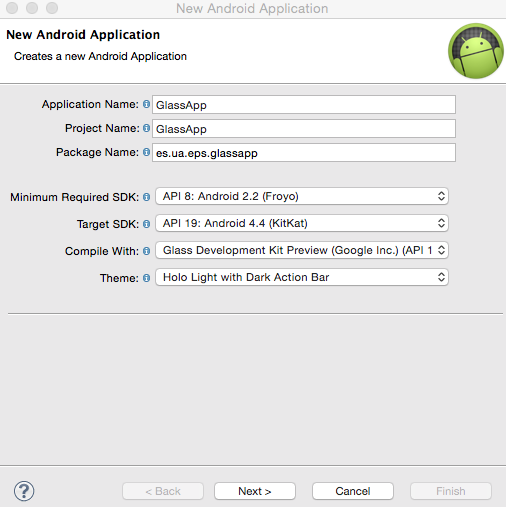 New Android Application
New Android Application
Creates a new Android Application
Application Name: GlassApp
Project Name: GlassApp
Package Name: es.ua.eps.glassapp
Minimum Required SDK: API 8: Android 2.2 (Froyo)
Target SDK: API 19: Android 4.4 (KitKat)
Compile With: Glass Development Kit Preview (Google Inc.) (API 1
Theme: Holo Light with Dark Action Bar
? < Back Next > Cancel Finish